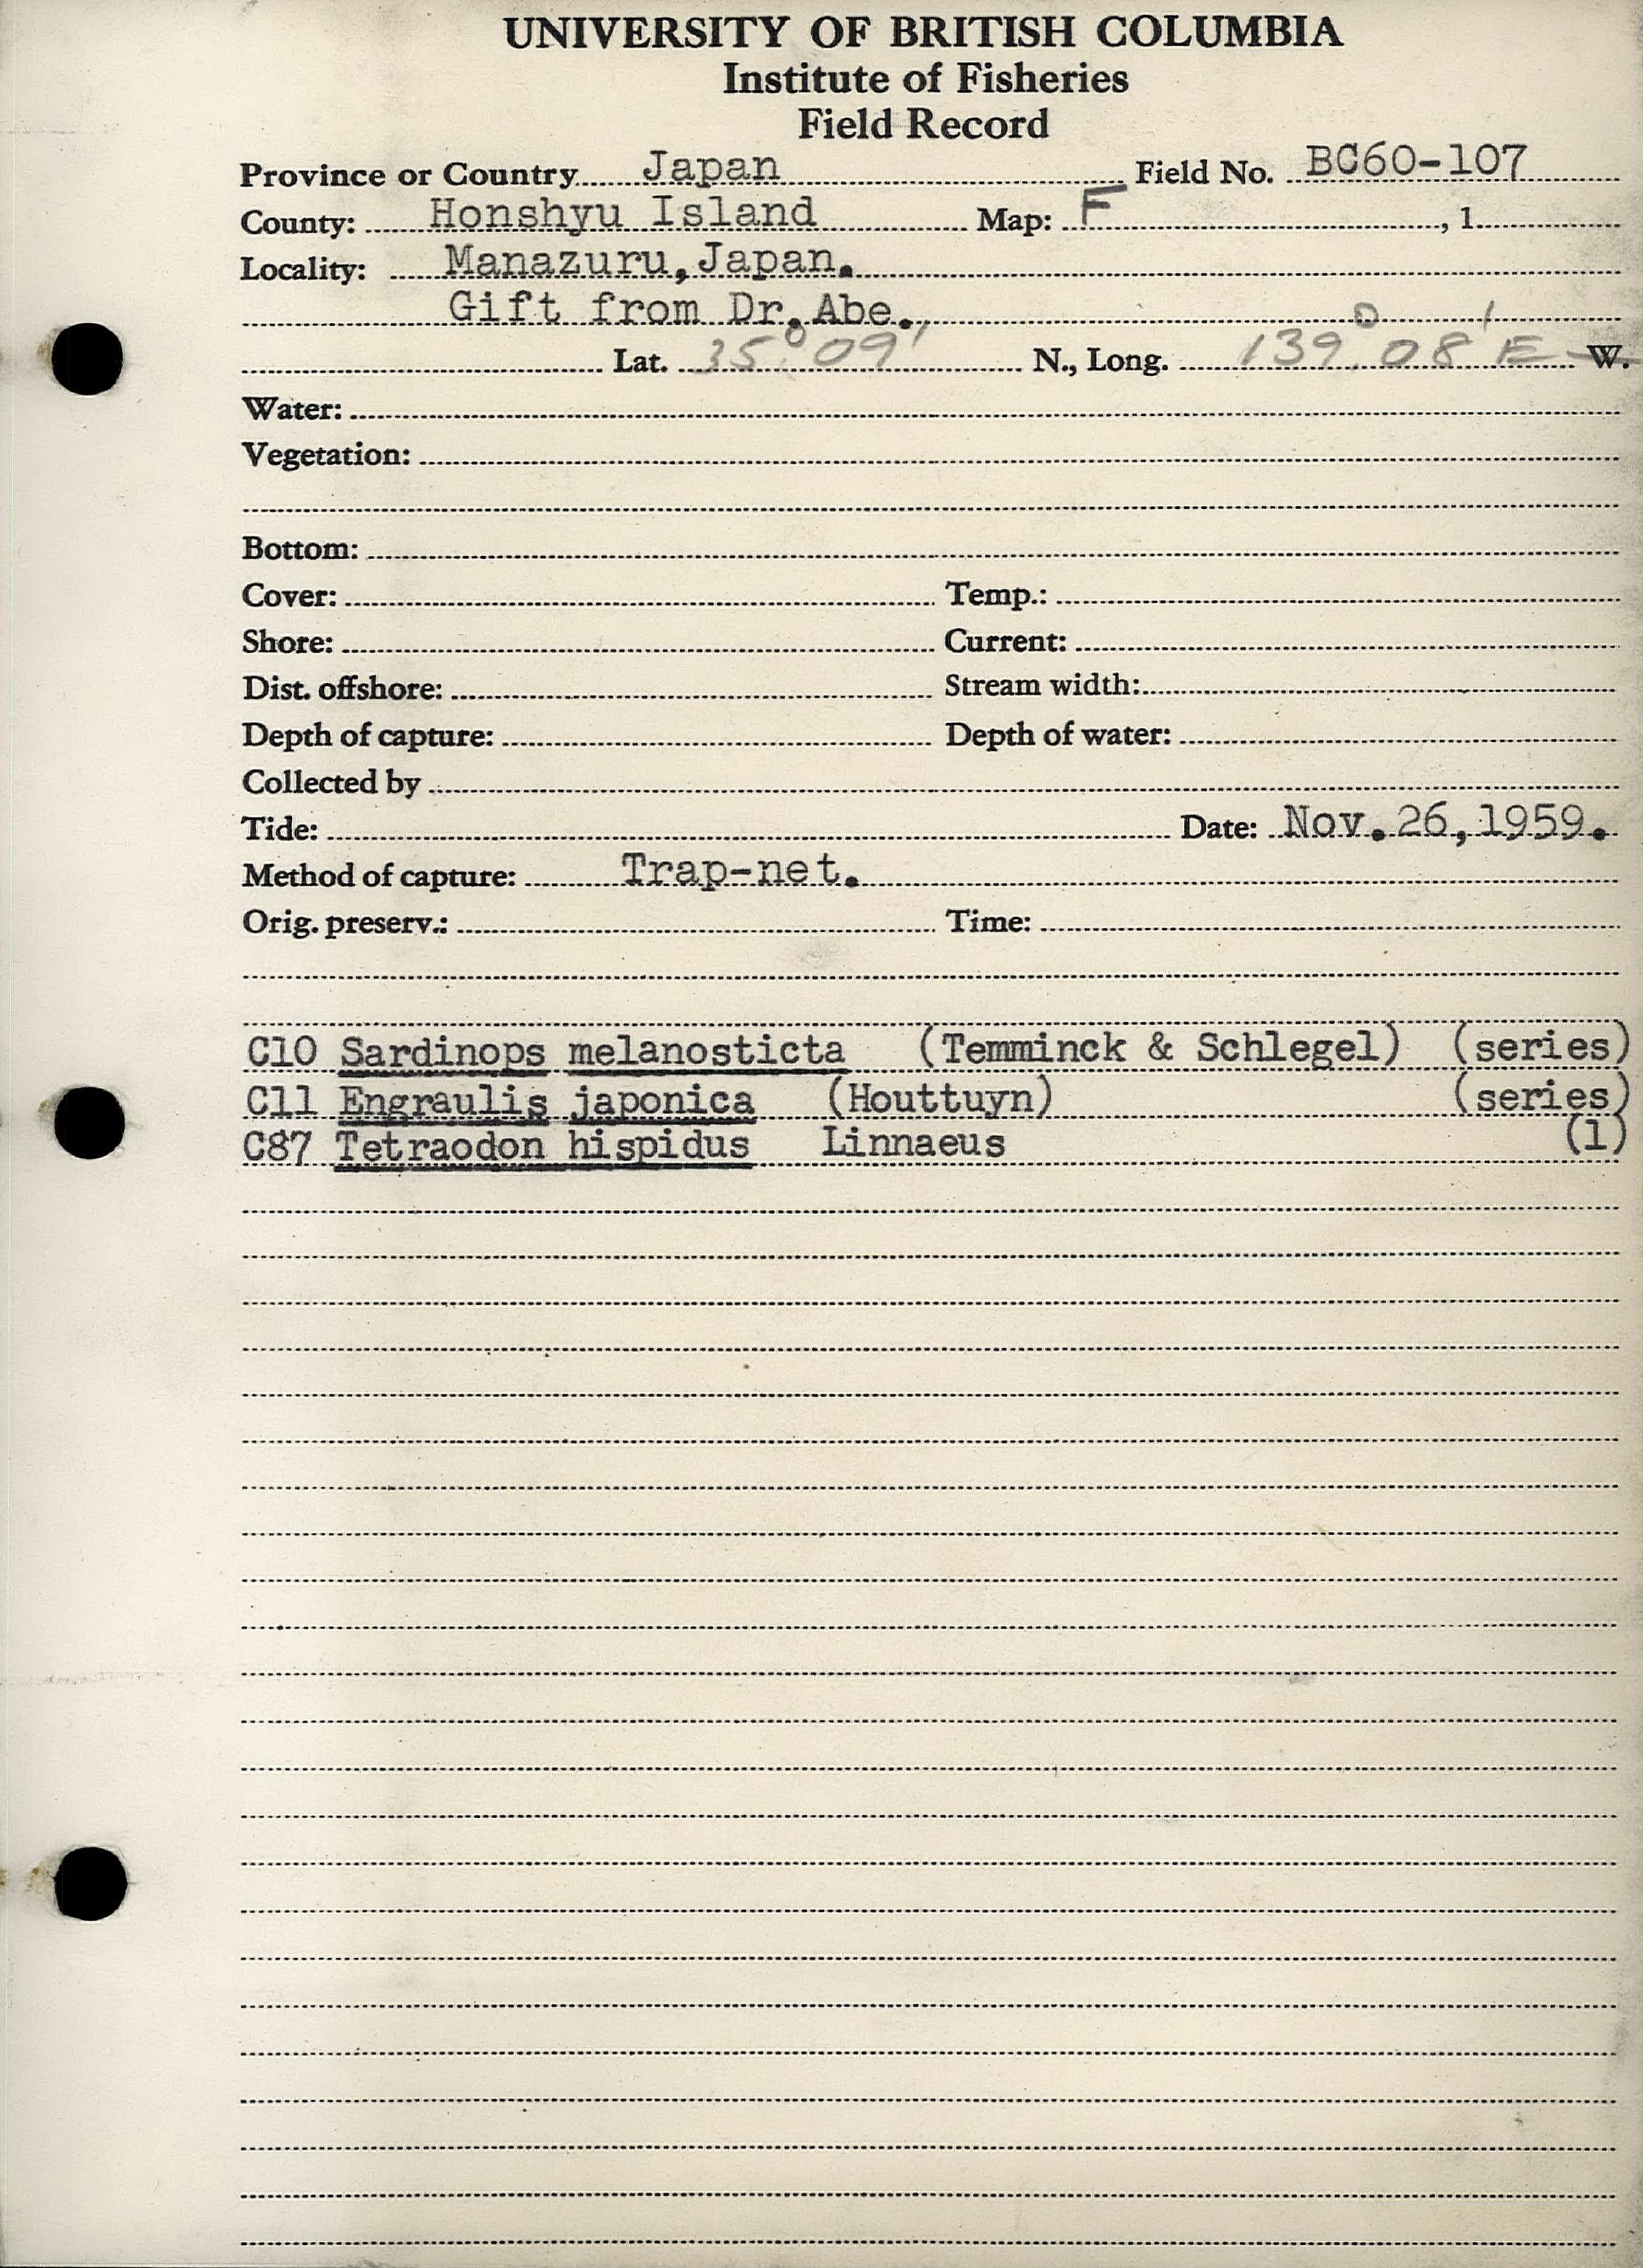 UNIVERSITY OF BRITISH COLUMBIA
Institute of Fisheries
Field Record
Province or Country Japan Field No. BC60-107
County: Honshyu Island Map: F , 1
Locality: Manazuru, Japan.
Gift from Dr. Abe.
Lat. 35° 09' N., Long. 139° 08' E W.
Water:
Vegetation:
Bottom:
Cover: Temp.:
Shore: Current:
Dist. offshore: Stream width:
Depth of capture: Depth of water:
Collected by
Tide: Date: Nov. 26, 1959.
Method of capture: Trap-net.
Orig. preserv.: Time:
C10 Sardinops melanosticta (Temminck & Schlegel) (series)
C11 Engraulis japonica (Houttuyn) (series)
C87 Tetraodon hispidus Linnaeus (1)